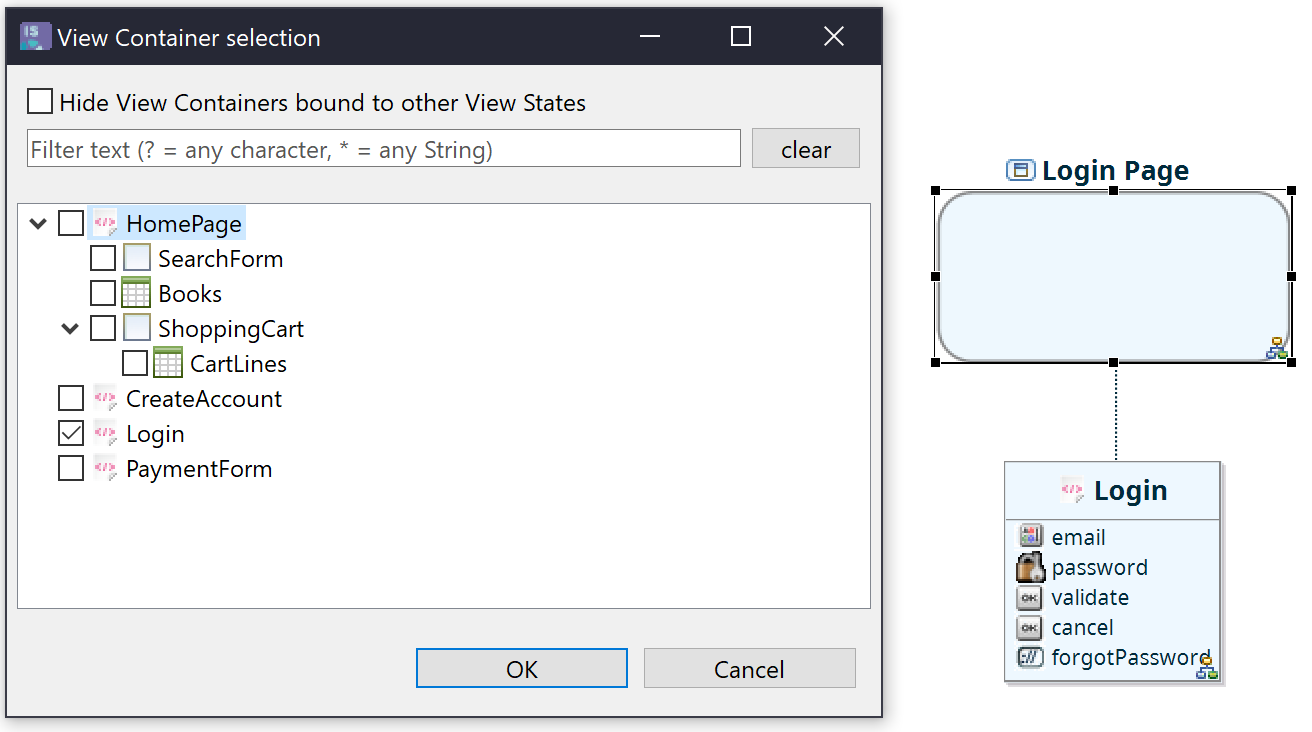 View Container selection
Hide View Containers bound to other View States
Filter text (? = any character, * = any String)
clear
HomePage
SearchForm
Books
ShoppingCart
CartLines
CreateAccount
Login
PaymentForm
OK
Cancel
Login Page
Login
email
password
validate
cancel
forgotPassword